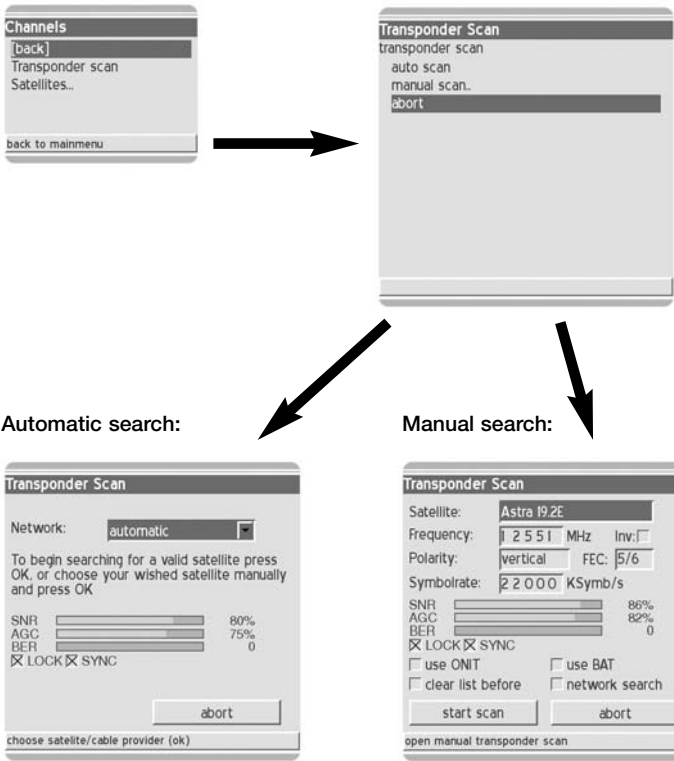 Channels
[back]
Transponder scan
Satellites...
back to mainmenu
Transponder Scan
transponder scan
auto scan
manual scan..
abort
Automatic search:
Transponder Scan
Network: automatic
To begin searching for a valid satellite press
OK, or choose your wished satellite manually
and press OK
SNR 80%
AGC 75%
BER 0
LOCK SYNC
abort
choose satelite/cable provider (ok)
Manual search:
Transponder Scan
Satellite: Astra 19.2E
Frequency: 12551 MHz Inv:
Polarity: vertical FEC: 5/6
Symbolrate: 22000 KSymb/s
SNR 86%
AGC 82%
BER 0
LOCK SYNC
use ONIT use BAT
clear list before network search
start scan abort
open manual transponder scan